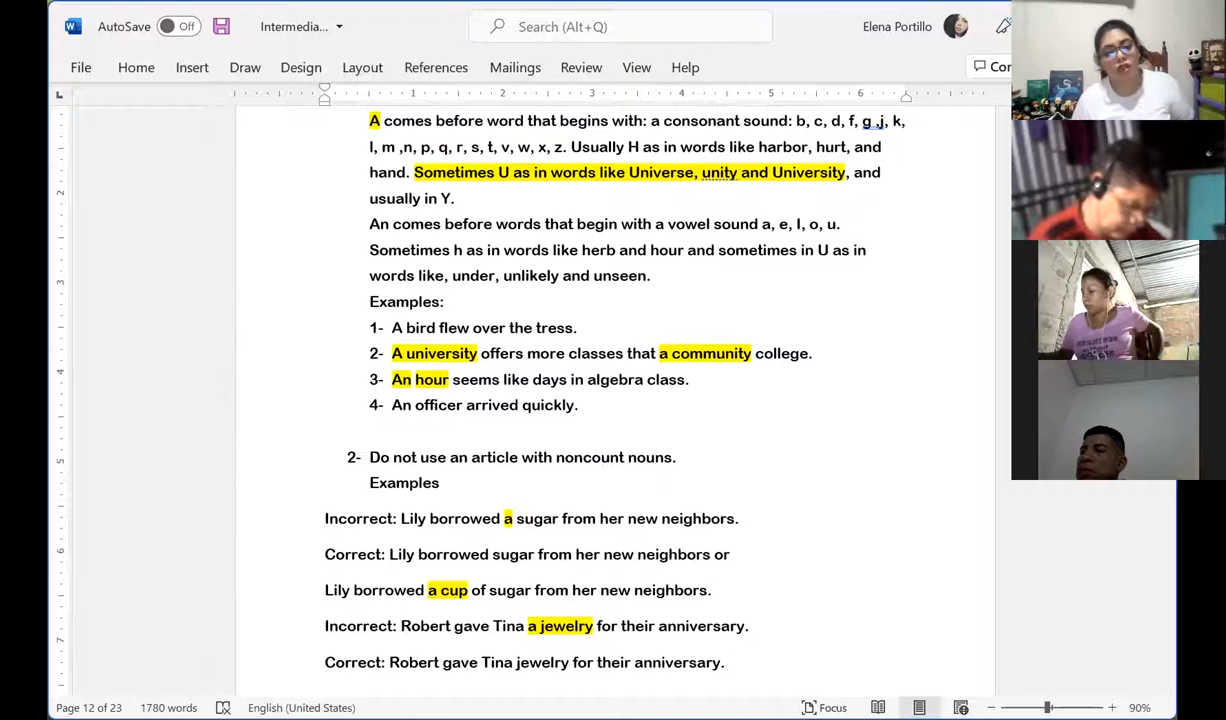 AutoSave Off Intermedia... Search (Alt+Q) Elena Portillo
File Home Insert Draw Design Layout References Mailings Review View Help
1 2 3 4 5 6
A comes before word that begins with: a consonant sound: b, c, d, f, g ,j, k,
l, m ,n, p, q, r, s, t, v, w, x, z. Usually H as in words like harbor, hurt, and
hand. Sometimes U as in words like Universe, unity and University, and
usually in Y.
An comes before words that begin with a vowel sound a, e, I, o, u.
Sometimes h as in words like herb and hour and sometimes in U as in
words like, under, unlikely and unseen.
Examples:
1- A bird flew over the tress.
2- A university offers more classes that a community college.
3- An hour seems like days in algebra class.
4- An officer arrived quickly.
2- Do not use an article with noncount nouns.
Examples
Incorrect: Lily borrowed a sugar from her new neighbors.
Correct: Lily borrowed sugar from her new neighbors or
Lily borrowed a cup of sugar from her new neighbors.
Incorrect: Robert gave Tina a jewelry for their anniversary.
Correct: Robert gave Tina jewelry for their anniversary.
Page 12 of 23 1780 words English (United States) Focus 90%